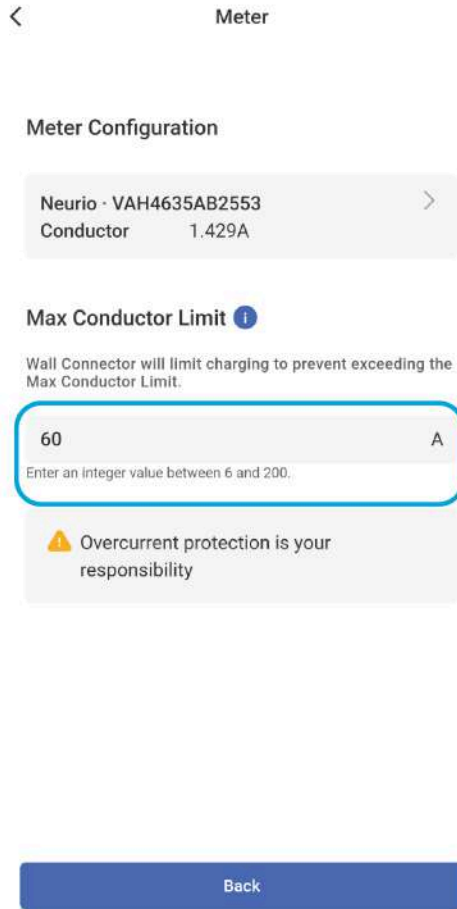 Meter
Meter Configuration
Neurio · VAH4635AB2553
Conductor 1.429A
Max Conductor Limit
Wall Connector will limit charging to prevent exceeding the
Max Conductor Limit.
60 A
Enter an integer value between 6 and 200.
Overcurrent protection is your
responsibility
Back